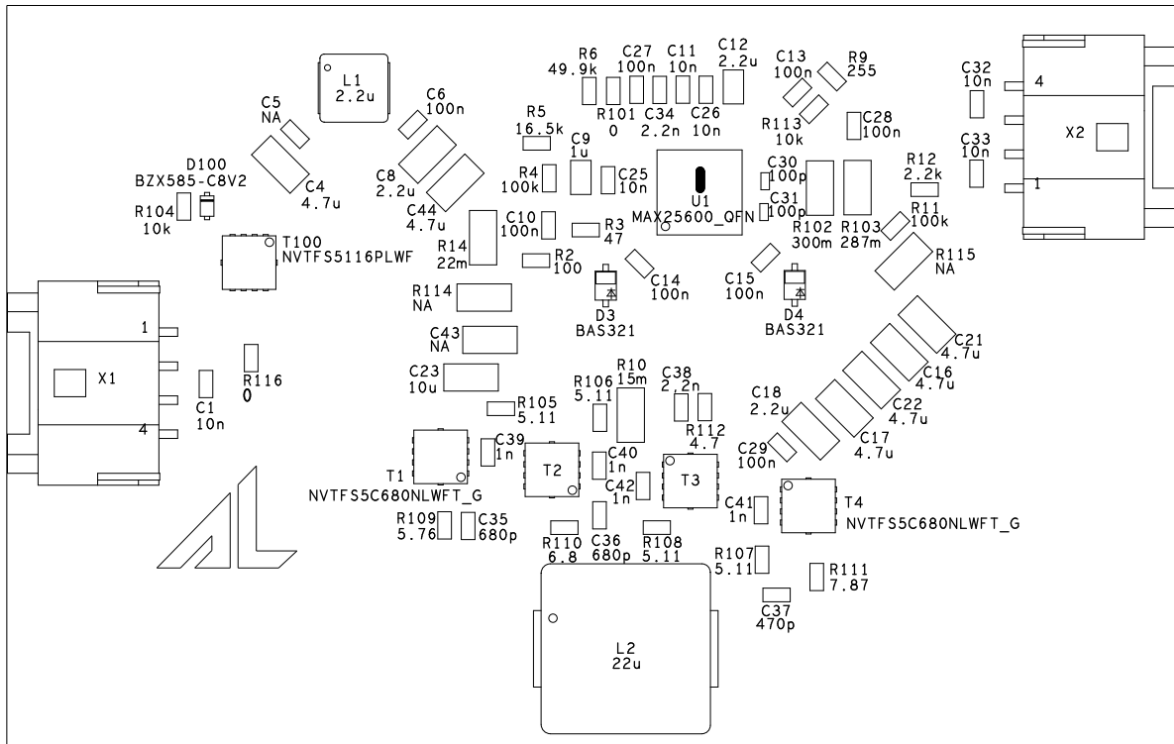 L1
2.2u
C5
NA
C6
100n
R6
49.9k
C27
100n
C11
10n
C12
2.2u
C13
100n
R9
255
R101
0
C34
2.2n
C26
10n
R113
10k
C28
100n
C32
10n
C33
10n
4
1
X2
R5
16.5k
R4
100k
C9
1u
C25
10n
U1
MAX25600_QFN
C30
100p
C31
100p
R12
2.2k
R11
100k
D100
BZX585-C8V2
C4
4.7u
C8
2.2u
C44
4.7u
R104
10k
T100
NVTFS5116PLWF
R14
22m
C10
100n
R3
47
R2
100
R102
300m
R103
287m
R115
NA
C14
100n
C15
100n
D3
BAS321
D4
BAS321
R114
NA
C43
NA
C23
10u
1
4
X1
C1
10n
R116
0
R106
5.11
R10
15m
C38
2.2n
R112
4.7
R105
5.11
C21
4.7u
C16
4.7u
C22
4.7u
C17
4.7u
C18
2.2u
C29
100n
T1
NVTFS5C680NLWFT_G
C39
1n
T2
C40
1n
C42
1n
T3
C41
1n
T4
NVTFS5C680NLWFT_G
R109
5.76
C35
680p
R110
6.8
C36
680p
R108
5.11
R107
5.11
R111
7.87
C37
470p
L2
22u